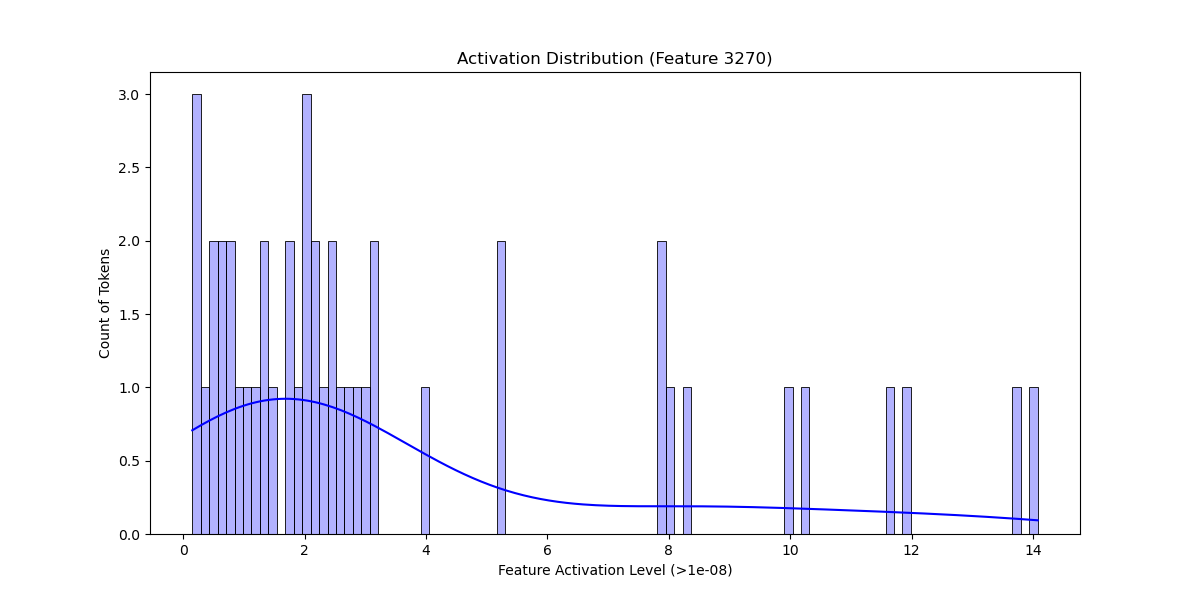 Activation Distribution (Feature 3270)
3.0
2.5
2.0
1.5
1.0
0.5
0.0
Count of Tokens
0 2 4 6 8 10 12 14
Feature Activation Level (>1e-08)